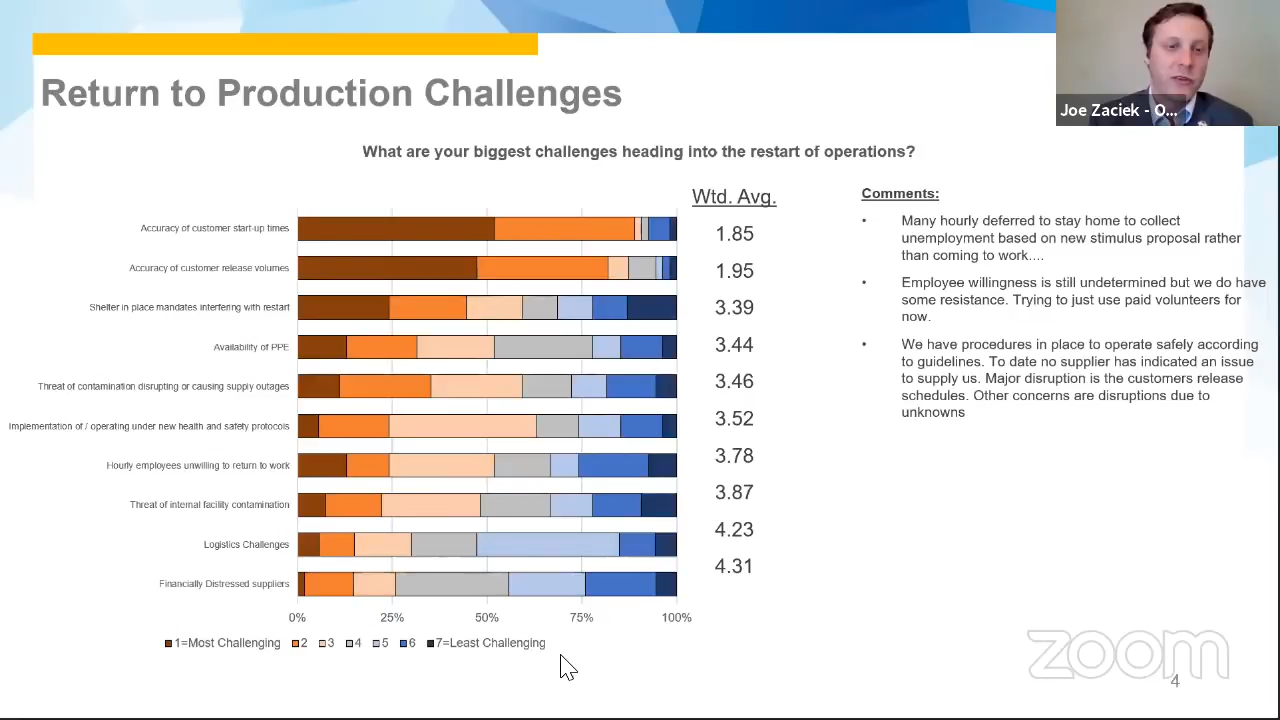 Joe Zaciek - O...
Return to Production Challenges
What are your biggest challenges heading into the restart of operations?
Wtd. Avg.
Accuracy of customer start-up times
1.85
Accuracy of customer release volumes
1.95
Shelter in place mandates interfering with restart
3.39
Availability of PPE
3.44
Threat of contamination disrupting or causing supply outages
3.46
Implementation of / operating under new health and safety protocols
3.52
Hourly employees unwilling to return to work
3.78
Threat of internal facility contamination
3.87
Logistics Challenges
4.23
Financially Distressed suppliers
4.31
0% 25% 50% 75% 100%
1=Most Challenging 2 3 4 5 6 7=Least Challenging
Comments:
• Many hourly deferred to stay home to collect
unemployment based on new stimulus proposal rather
than coming to work....
• Employee willingness is still undetermined but we do have
some resistance. Trying to just use paid volunteers for
now.
• We have procedures in place to operate safely according
to guidelines. To date no supplier has indicated an issue
to supply us. Major disruption is the customers release
schedules. Other concerns are disruptions due to
unknowns
zoom
4